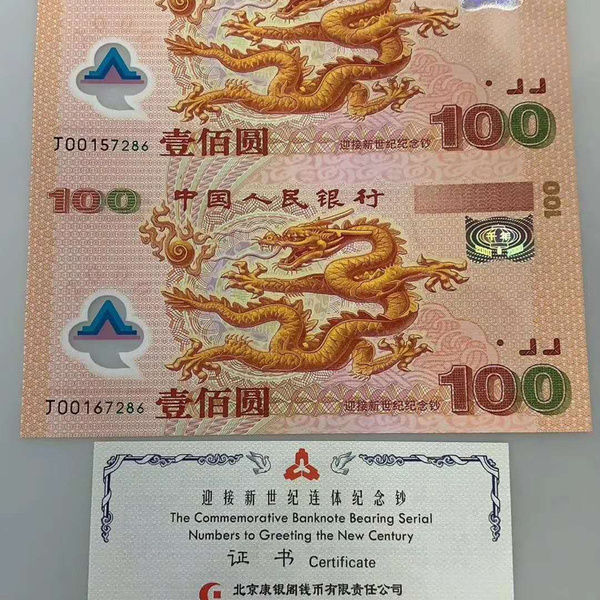 100
J00157286 壹佰圆
迎接新世纪纪念钞
100
中国人民银行
100
千年
J00167286 壹佰圆
迎接新世纪纪念钞
100
迎接新世纪连体纪念钞
The Commemorative Banknote Bearing Serial
Numbers to Greeting the New Century
证书 Certificate
北京康银阁钱币有限责任公司